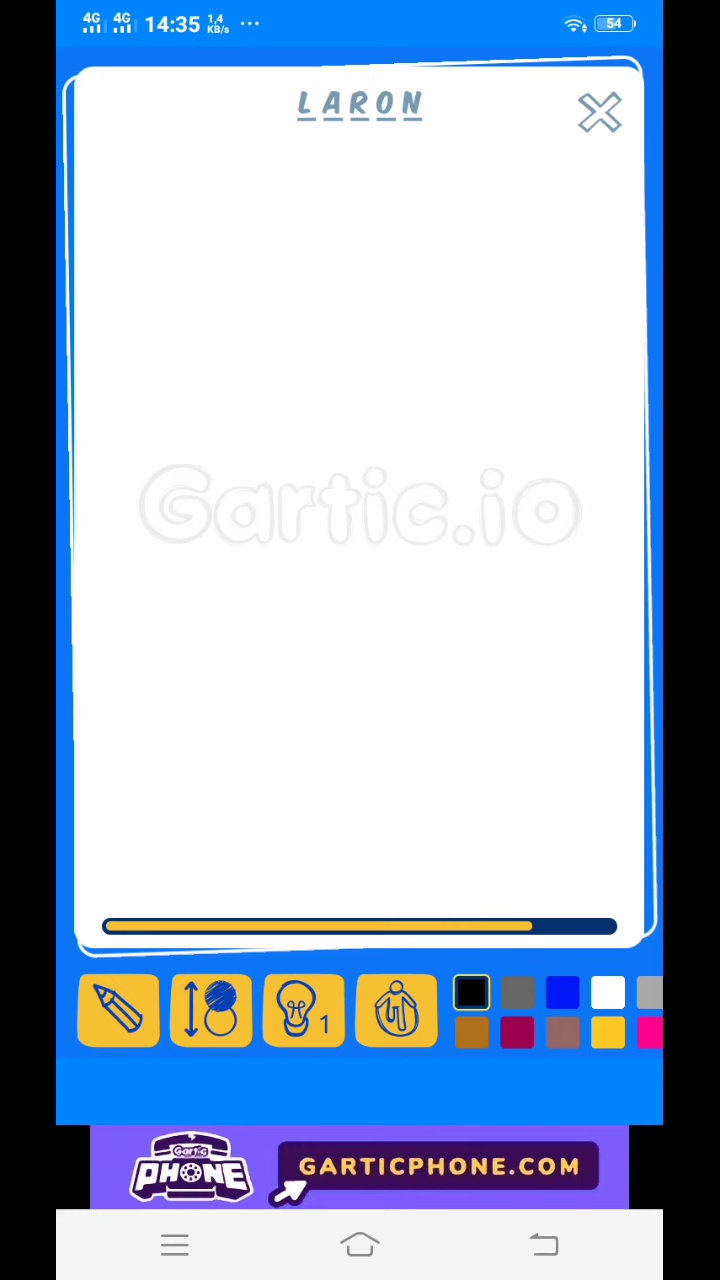 4G 4G 14:35 1,4 KB/s ... 54
LARON
Gartic.io
1
Gartic PHONE GARTICPHONE.COM